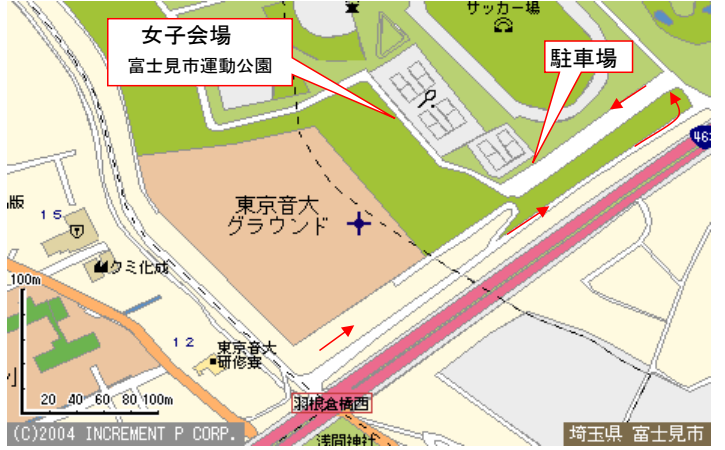 サッカー場
女子会場
富士見市運動公園
駐車場
463
東京音大
グラウンド
15
クミ化成
100m
12
東京音大
研修寮
20 40 60 80 100m
羽根倉橋西
(C)2004 INCREMENT P CORP.
浅間神社
埼玉県 富士見市